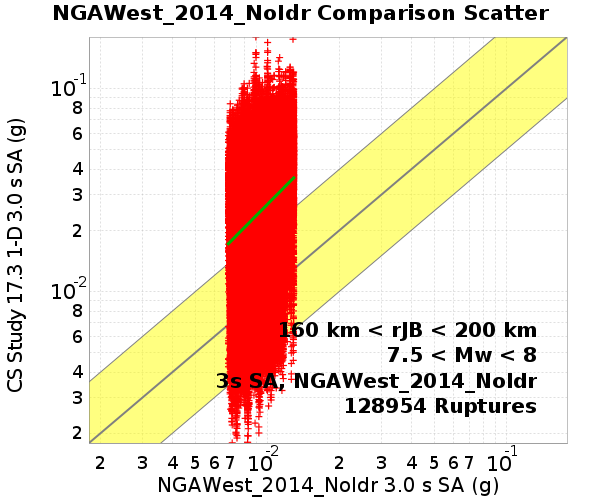 NGAWest_2014_NoIdr Comparison Scatter
CS Study 17.3 1-D 3.0 s SA (g)
10^-1
8
6
4
3
2
10^-2
8
6
4
3
2
160 km < rJB < 200 km
7.5 < Mw < 8
3s SA, NGAWest_2014_NoIdr
128954 Ruptures
2 3 4 5 6 7 10^-2 2 3 4 5 6 7 10^-1
NGAWest_2014_NoIdr 3.0 s SA (g)